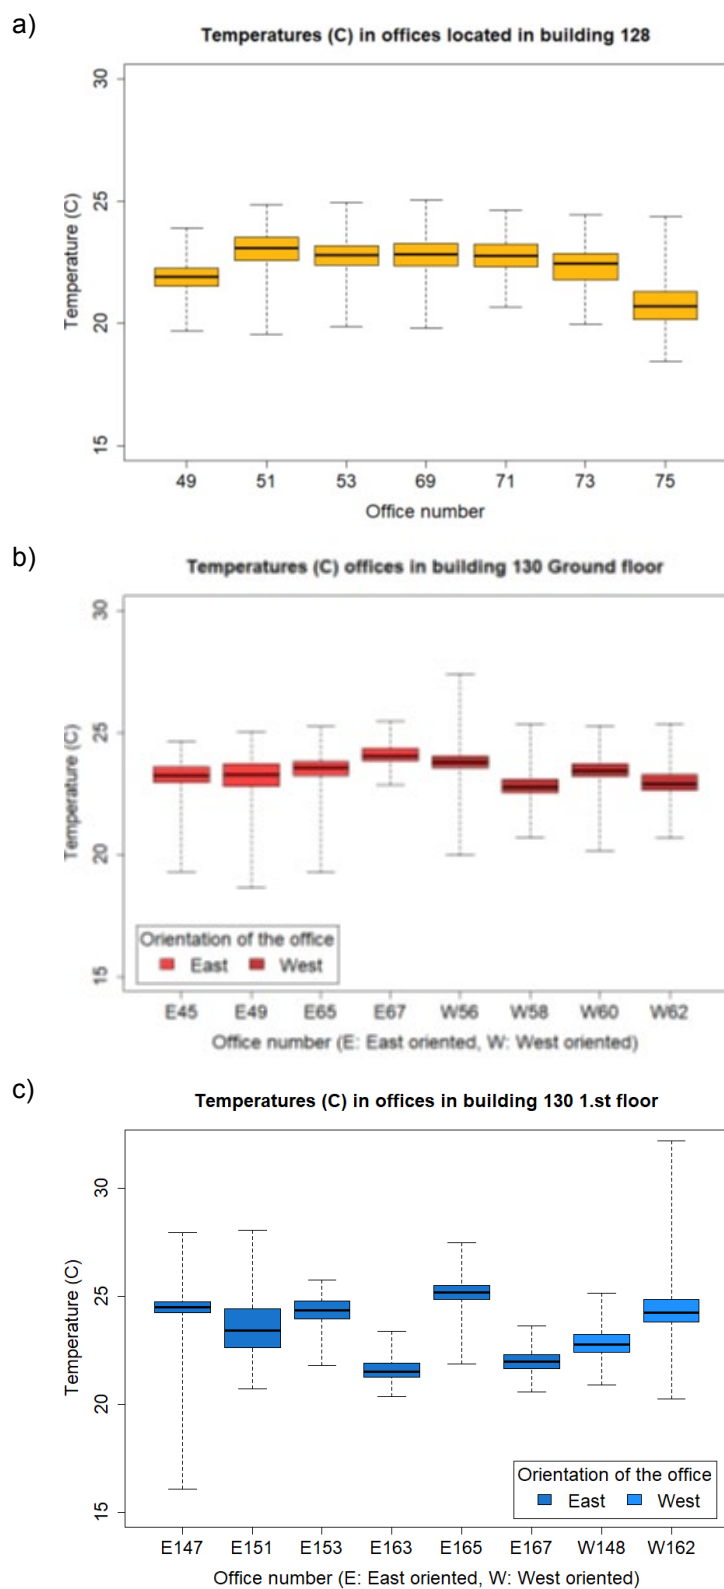 a)
Temperatures (C) in offices located in building 128
Temperature (C)
30
25
20
15
49 51 53 69 71 73 75
Office number
b)
Temperatures (C) offices in building 130 Ground floor
Temperature (C)
30
25
20
15
Orientation of the office
East West
E45 E49 E65 E67 W56 W58 W60 W62
Office number (E: East oriented, W: West oriented)
c)
Temperatures (C) in offices in building 130 1.st floor
Temperature (C)
30
25
20
15
Orientation of the office
East West
E147 E151 E153 E163 E165 E167 W148 W162
Office number (E: East oriented, W: West oriented)